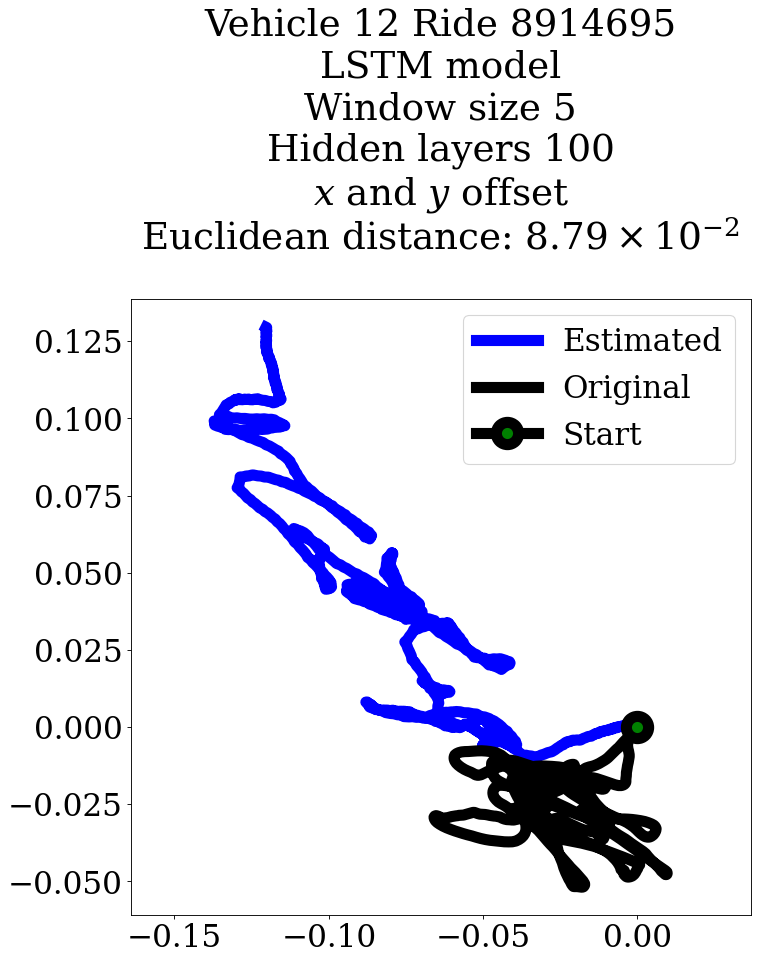 Vehicle 12 Ride 8914695
LSTM model
Window size 5
Hidden layers 100
x and y offset
Euclidean distance: 8.79 × 10⁻²
Estimated
Original
Start
0.125
0.100
0.075
0.050
0.025
0.000
−0.025
−0.050
−0.15
−0.10
−0.05
0.00